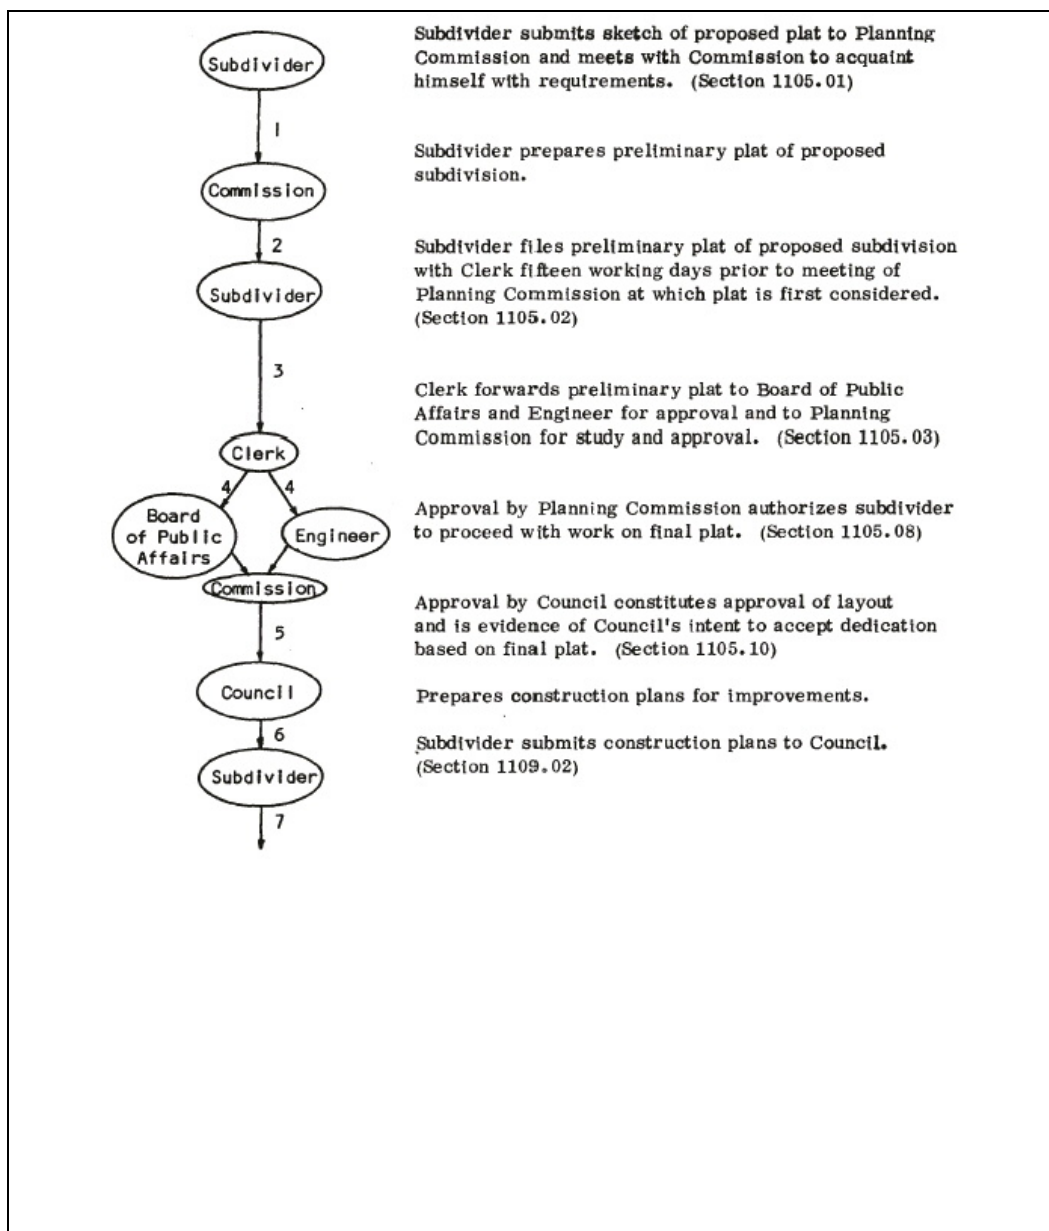 Subdivider
Subdivider submits sketch of proposed plat to Planning
Commission and meets with Commission to acquaint
himself with requirements. (Section 1105.01)
1
Subdivider prepares preliminary plat of proposed
subdivision.
Commission
2
Subdivider files preliminary plat of proposed subdivision
with Clerk fifteen working days prior to meeting of
Planning Commission at which plat is first considered.
(Section 1105.02)
Subdivider
3
Clerk forwards preliminary plat to Board of Public
Affairs and Engineer for approval and to Planning
Commission for study and approval. (Section 1105.03)
Clerk
4
4
Board
of Public
Affairs
Engineer
Approval by Planning Commission authorizes subdivider
to proceed with work on final plat. (Section 1105.08)
Commission
5
Approval by Council constitutes approval of layout
and is evidence of Council's intent to accept dedication
based on final plat. (Section 1105.10)
Council
Prepares construction plans for improvements.
6
Subdivider submits construction plans to Council.
(Section 1109.02)
Subdivider
7